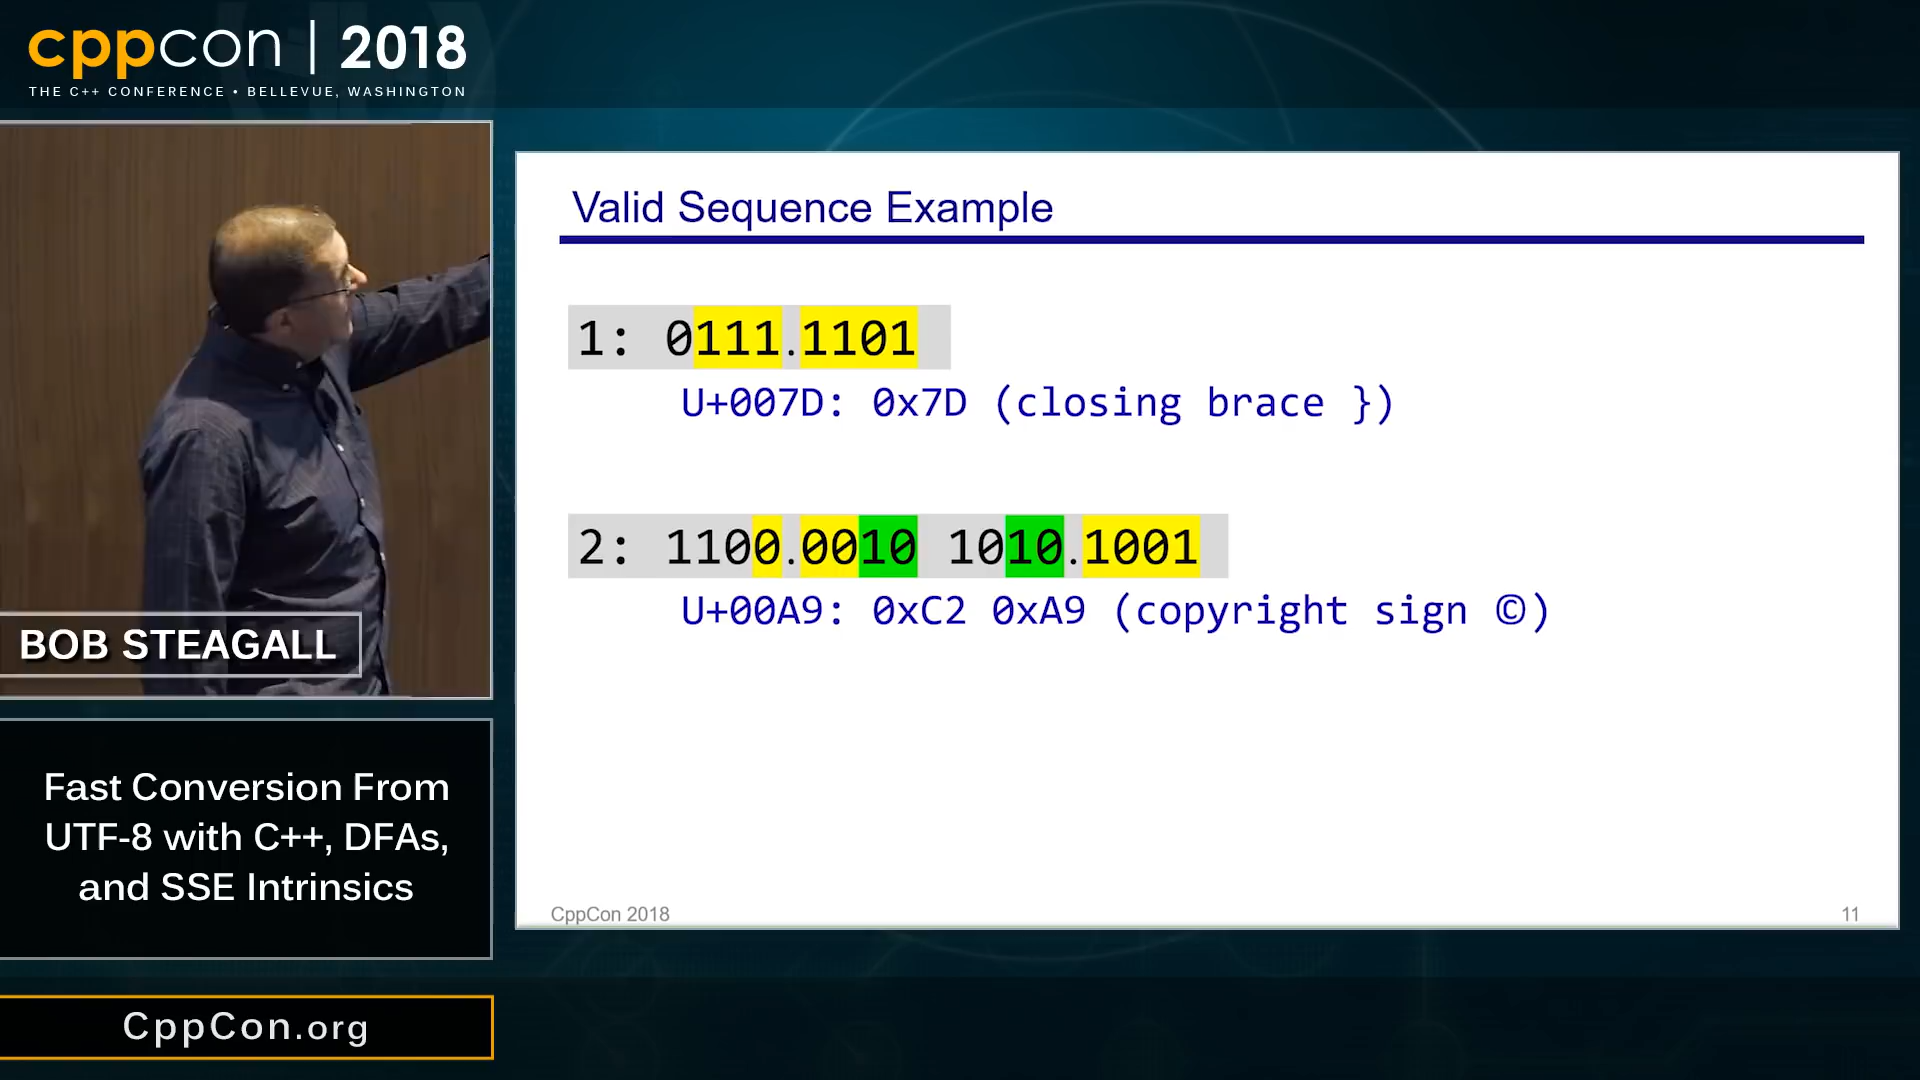 cppcon | 2018
THE C++ CONFERENCE • BELLEVUE, WASHINGTON
BOB STEAGALL
Fast Conversion From
UTF-8 with C++, DFAs,
and SSE Intrinsics
CppCon.org
Valid Sequence Example
1: 0111.1101
U+007D: 0x7D (closing brace })
2: 1100.0010 1010.1001
U+00A9: 0xC2 0xA9 (copyright sign ©)
CppCon 2018
11